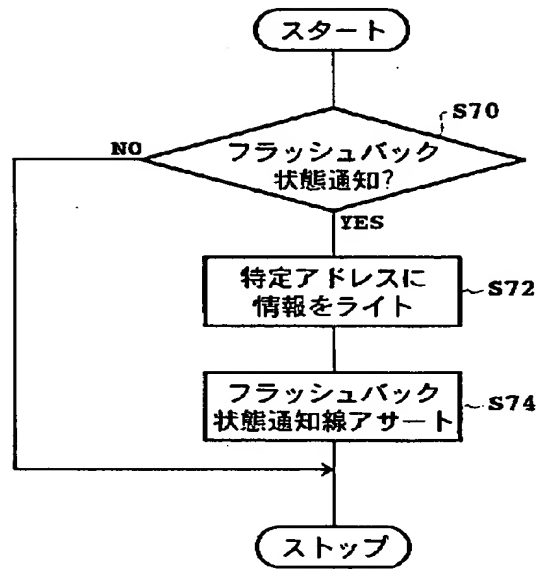 スタート
S70
NO
フラッシュバック
状態通知?
YES
特定アドレスに
情報をライト
S72
フラッシュバック
状態通知線アサート
S74
ストップ